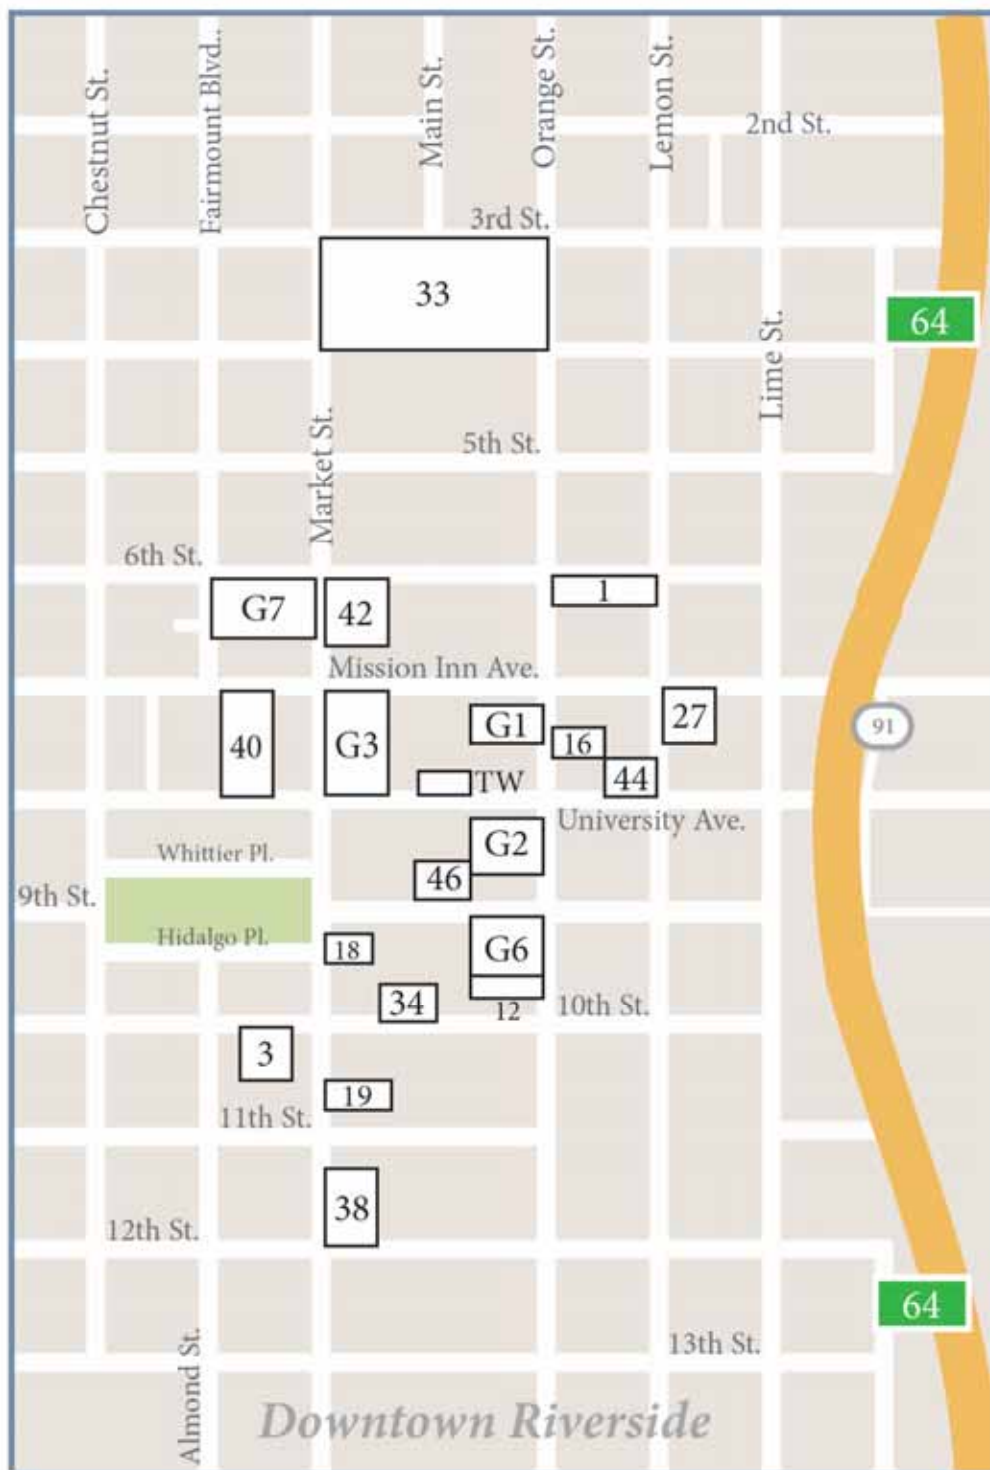 Chestnut St.
Fairmount Blvd..
Main St.
Orange St.
Lemon St.
2nd St.
3rd St.
33
64
Lime St.
Market St.
5th St.
6th St.
G7
42
1
Mission Inn Ave.
40
G3
G1
16
27
91
44
TW
University Ave.
G2
Whittier Pl.
46
9th St.
Hidalgo Pl.
18
G6
34
12
10th St.
3
19
11th St.
38
12th St.
64
13th St.
Almond St.
Downtown Riverside